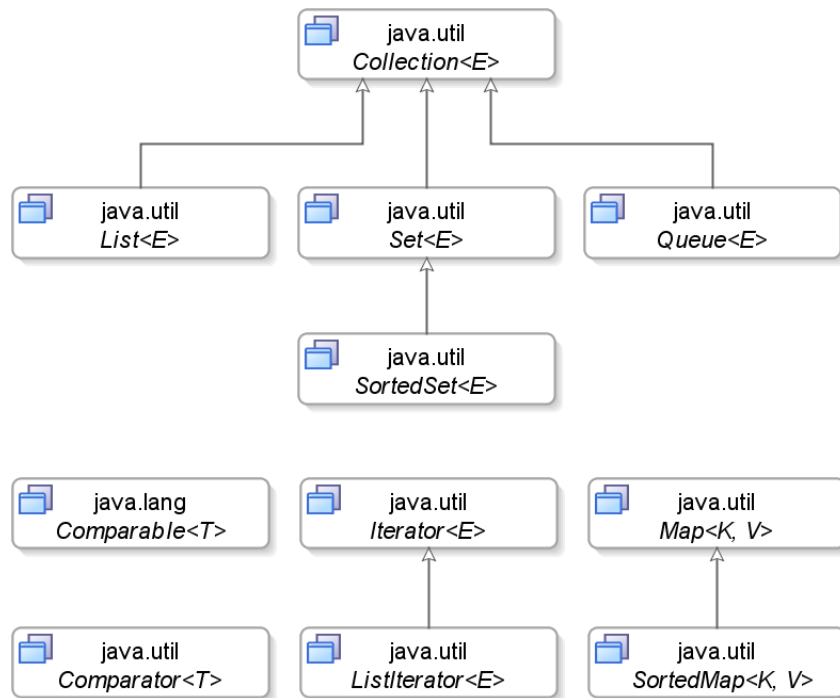 java.util
Collection<E>
java.util
List<E>
java.util
Set<E>
java.util
Queue<E>
java.util
SortedSet<E>
java.lang
Comparable<T>
java.util
Iterator<E>
java.util
Map<K, V>
java.util
Comparator<T>
java.util
ListIterator<E>
java.util
SortedMap<K, V>